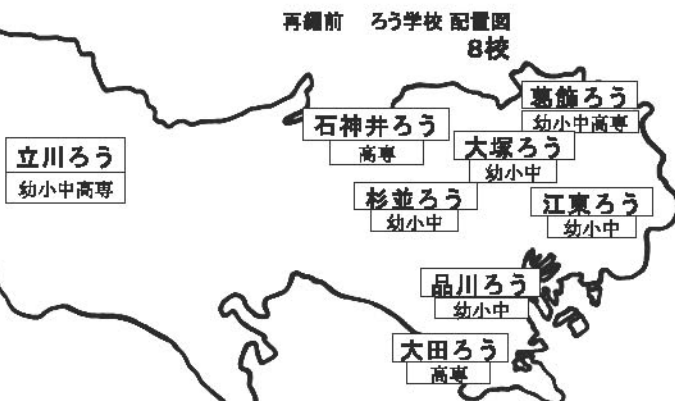 再編前 ろう学校 配置図
8校
葛飾ろう
幼小中高専
石神井ろう
高専
大塚ろう
幼小中
立川ろう
幼小中高専
杉並ろう
幼小中
江東ろう
幼小中
品川ろう
幼小中
大田ろう
高専